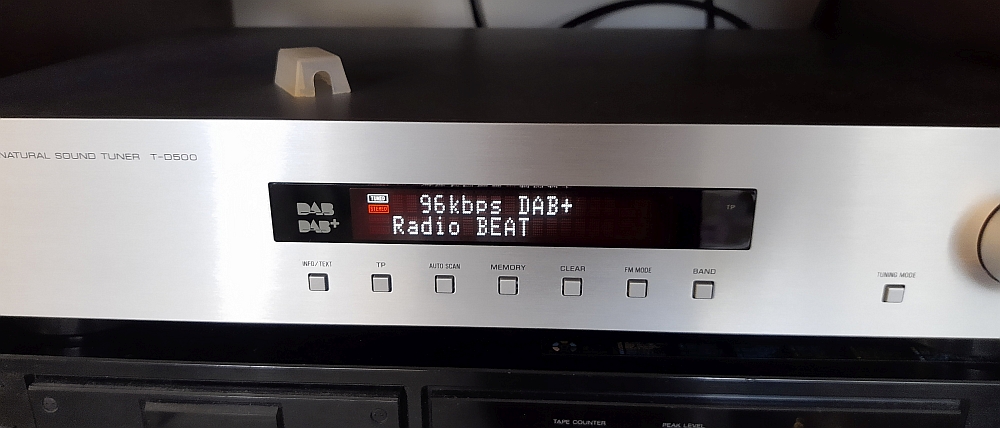 NATURAL SOUND TUNER T-D500
TUNED
STEREO
96kbps DAB+
Radio BEAT
DAB
DAB+
TP
INFO/TEXT
TP
AUTO SCAN
MEMORY
CLEAR
FM MODE
BAND
TUNING MODE
TAPE COUNTER
PEAK LEVEL